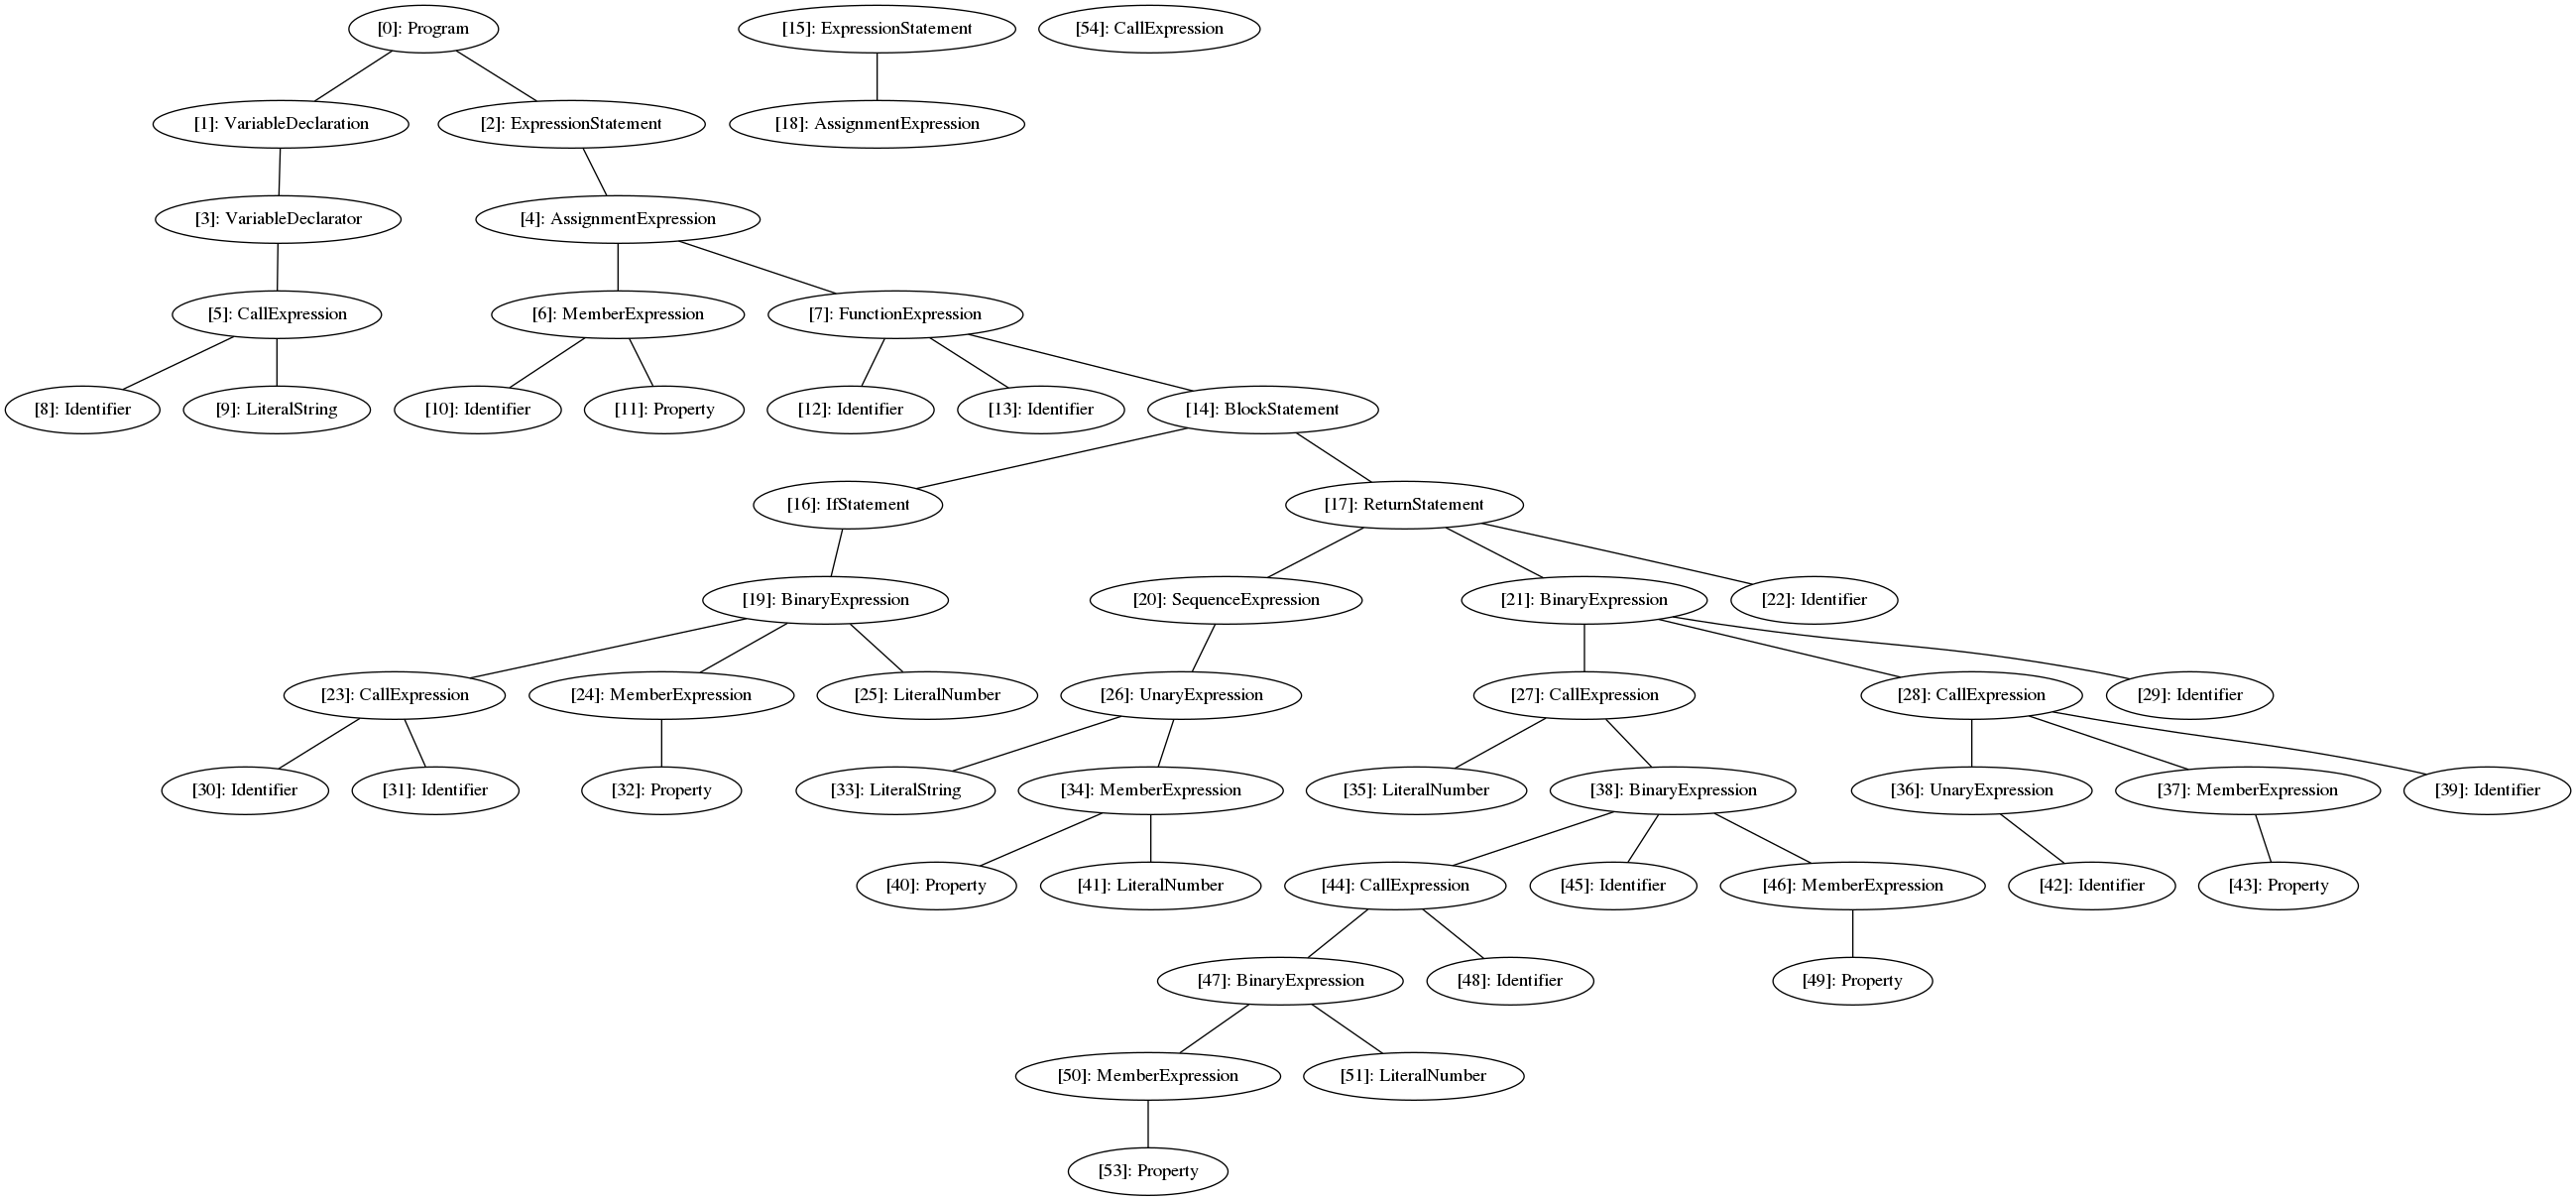 [0]: Program
[15]: ExpressionStatement
[54]: CallExpression
[1]: VariableDeclaration
[2]: ExpressionStatement
[18]: AssignmentExpression
[3]: VariableDeclarator
[4]: AssignmentExpression
[5]: CallExpression
[6]: MemberExpression
[7]: FunctionExpression
[8]: Identifier
[9]: LiteralString
[10]: Identifier
[11]: Property
[12]: Identifier
[13]: Identifier
[14]: BlockStatement
[16]: IfStatement
[17]: ReturnStatement
[19]: BinaryExpression
[20]: SequenceExpression
[21]: BinaryExpression
[22]: Identifier
[23]: CallExpression
[24]: MemberExpression
[25]: LiteralNumber
[26]: UnaryExpression
[27]: CallExpression
[28]: CallExpression
[29]: Identifier
[30]: Identifier
[31]: Identifier
[32]: Property
[33]: LiteralString
[34]: MemberExpression
[35]: LiteralNumber
[38]: BinaryExpression
[36]: UnaryExpression
[37]: MemberExpression
[39]: Identifier
[40]: Property
[41]: LiteralNumber
[44]: CallExpression
[45]: Identifier
[46]: MemberExpression
[42]: Identifier
[43]: Property
[47]: BinaryExpression
[48]: Identifier
[49]: Property
[50]: MemberExpression
[51]: LiteralNumber
[53]: Property